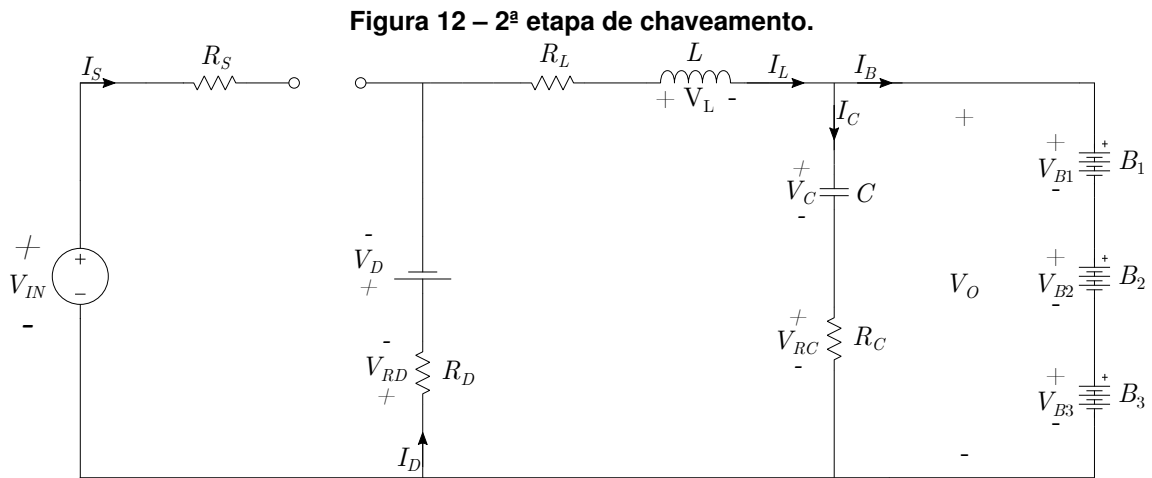 Figura 12 – 2ª etapa de chaveamento.
I_S
R_S
R_L
L
I_L
I_B
+ V_L -
I_C
+
+
V_B1
-
+
B_1
+
V_C
-
C
+
V_IN
-
+
-
-
V_D
+
V_O
+
V_B2
-
+
B_2
-
V_RD
+
R_D
+
V_RC
-
R_C
+
V_B3
-
+
B_3
I_D
-